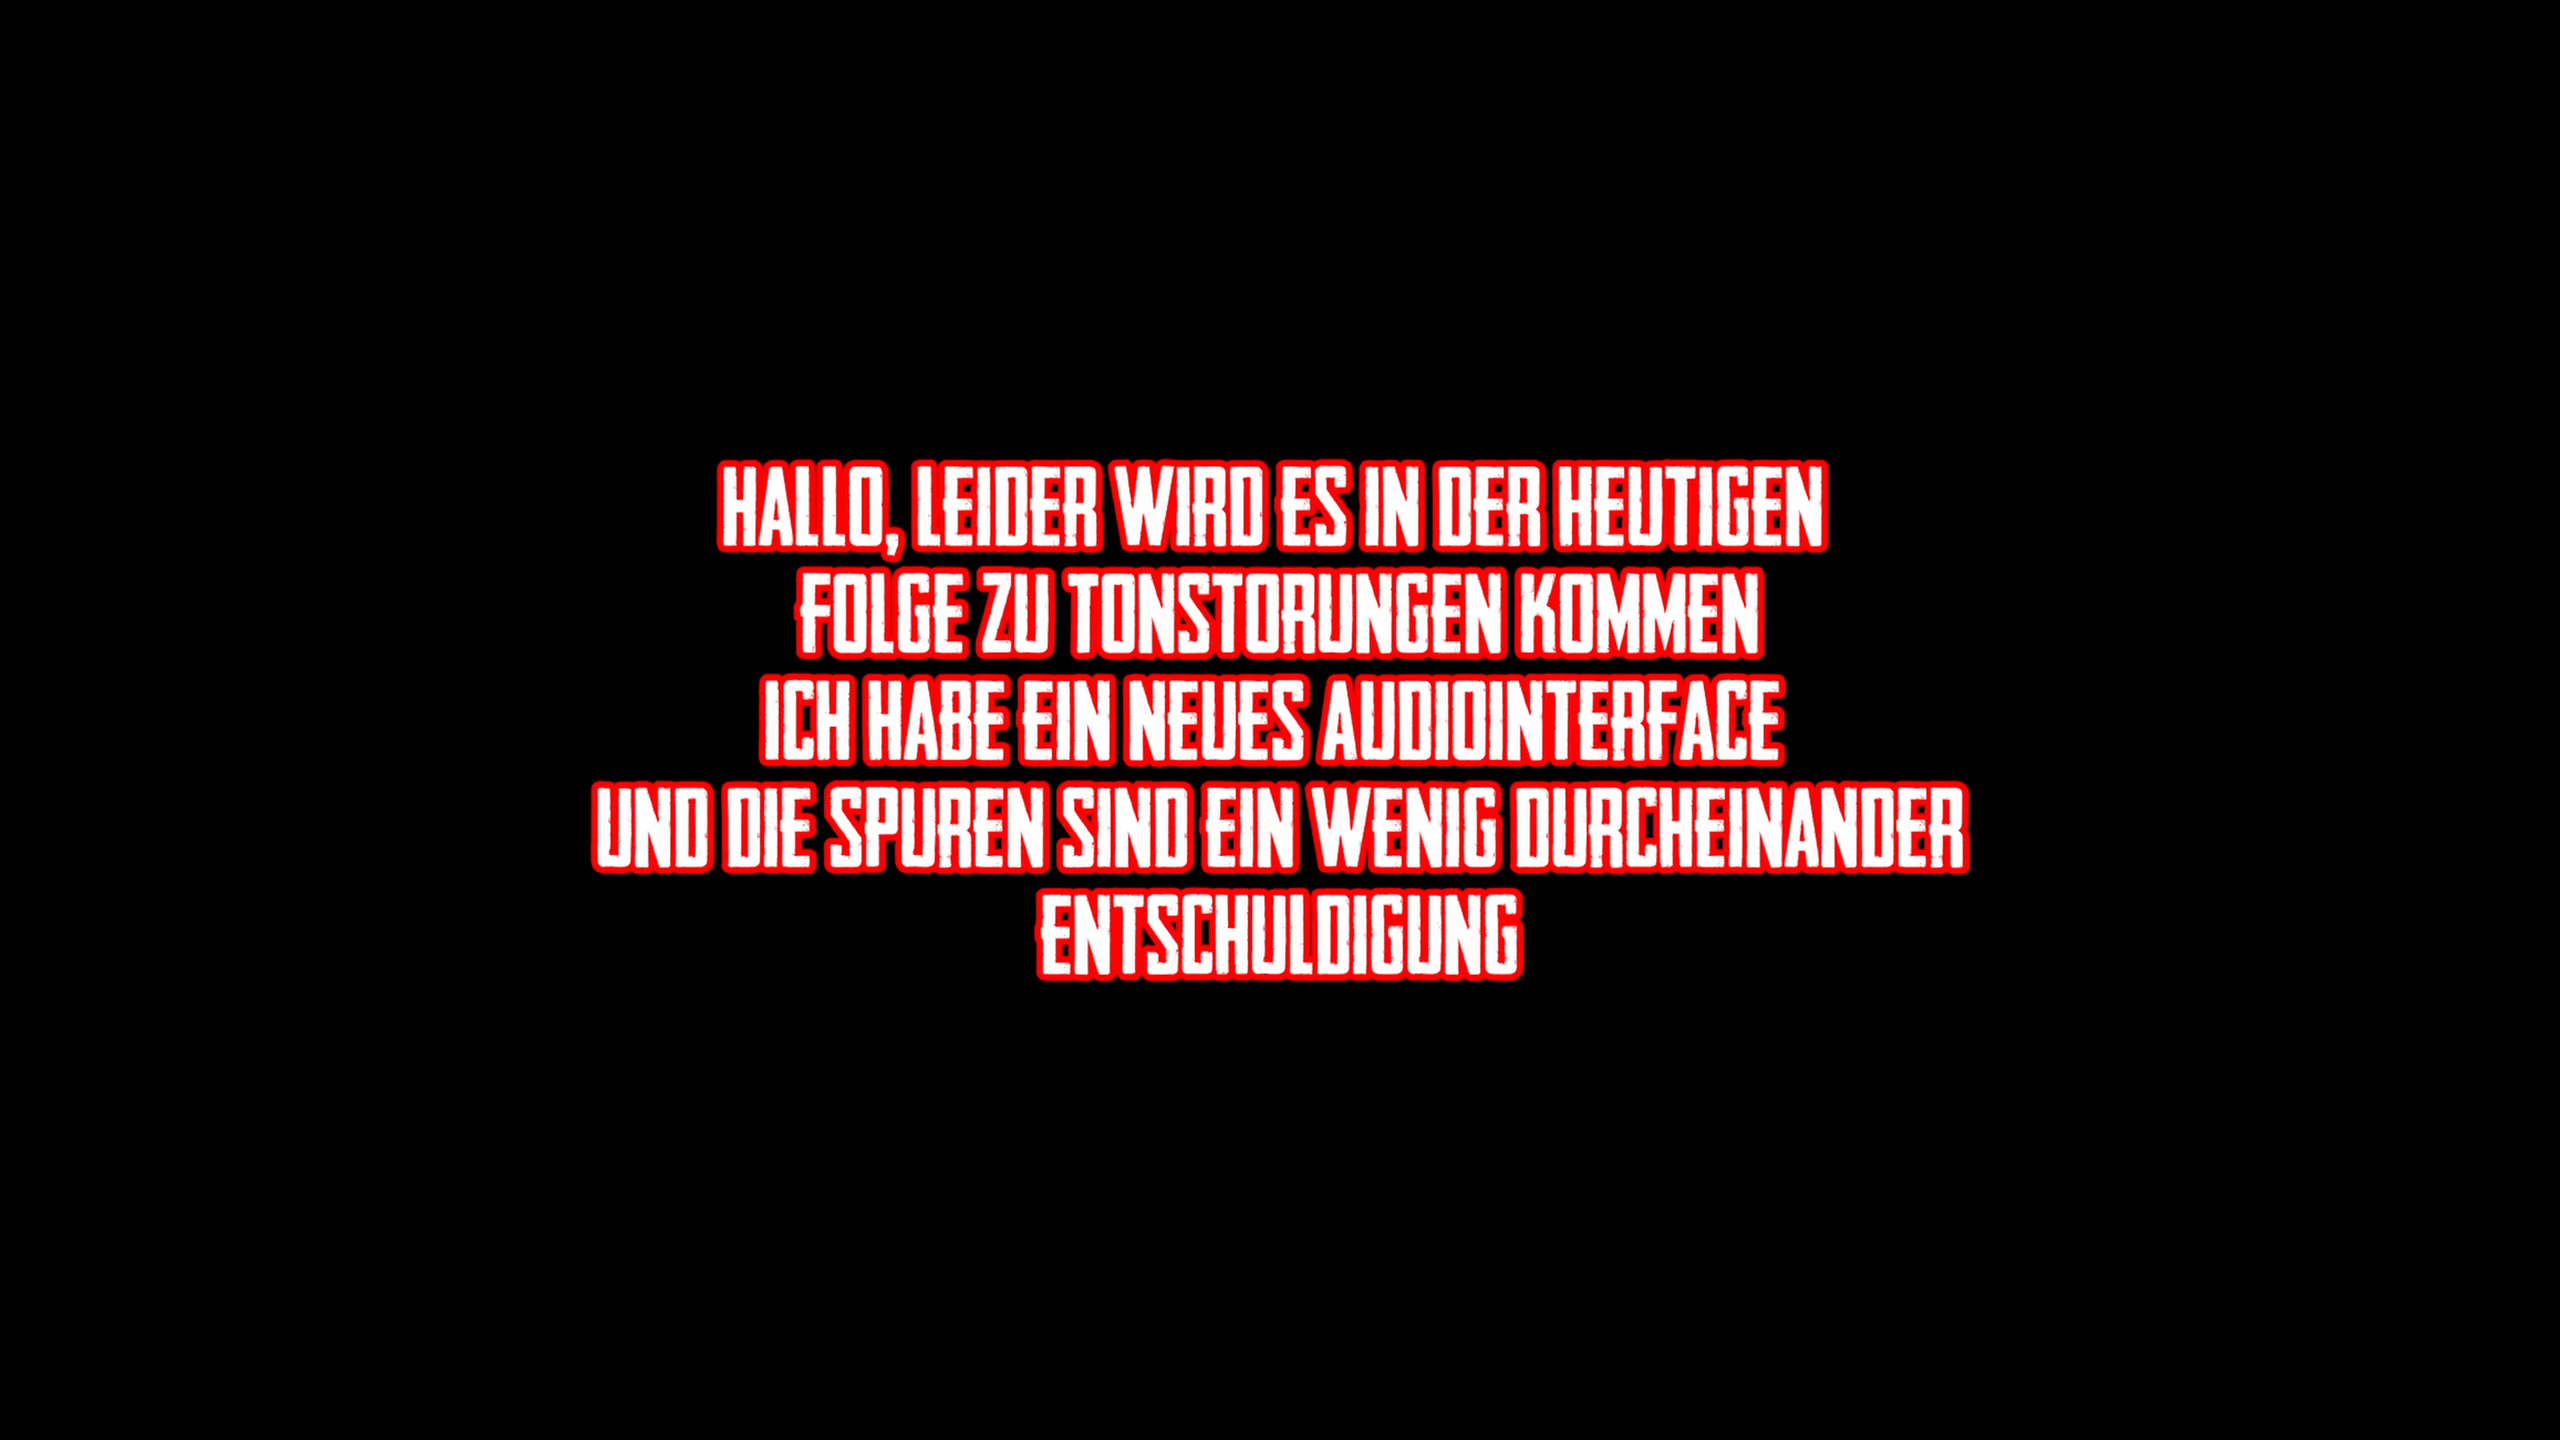 HALLO, LEIDER WIRD ES IN DER HEUTIGEN
FOLGE ZU TONSTORUNGEN KOMMEN
ICH HABE EIN NEUES AUDIOINTERFACE
UND DIE SPUREN SIND EIN WENIG DURCHEINANDER
ENTSCHULDIGUNG